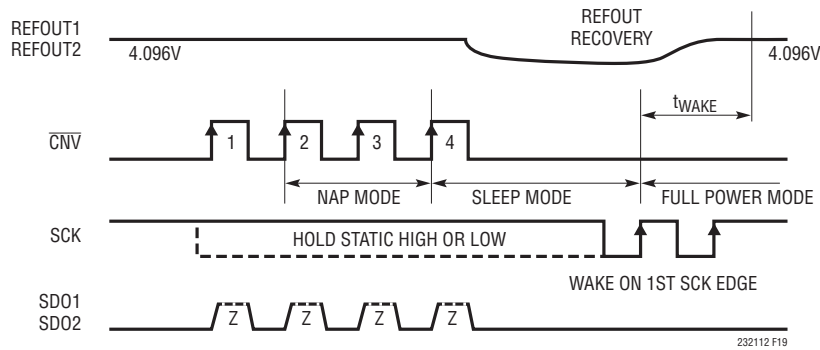 REFOUT1
REFOUT2
4.096V
REFOUT
RECOVERY
4.096V
tWAKE
CNV
1
2
3
4
NAP MODE
SLEEP MODE
FULL POWER MODE
SCK
HOLD STATIC HIGH OR LOW
WAKE ON 1ST SCK EDGE
SDO1
SDO2
Z
Z
Z
Z
232112 F19